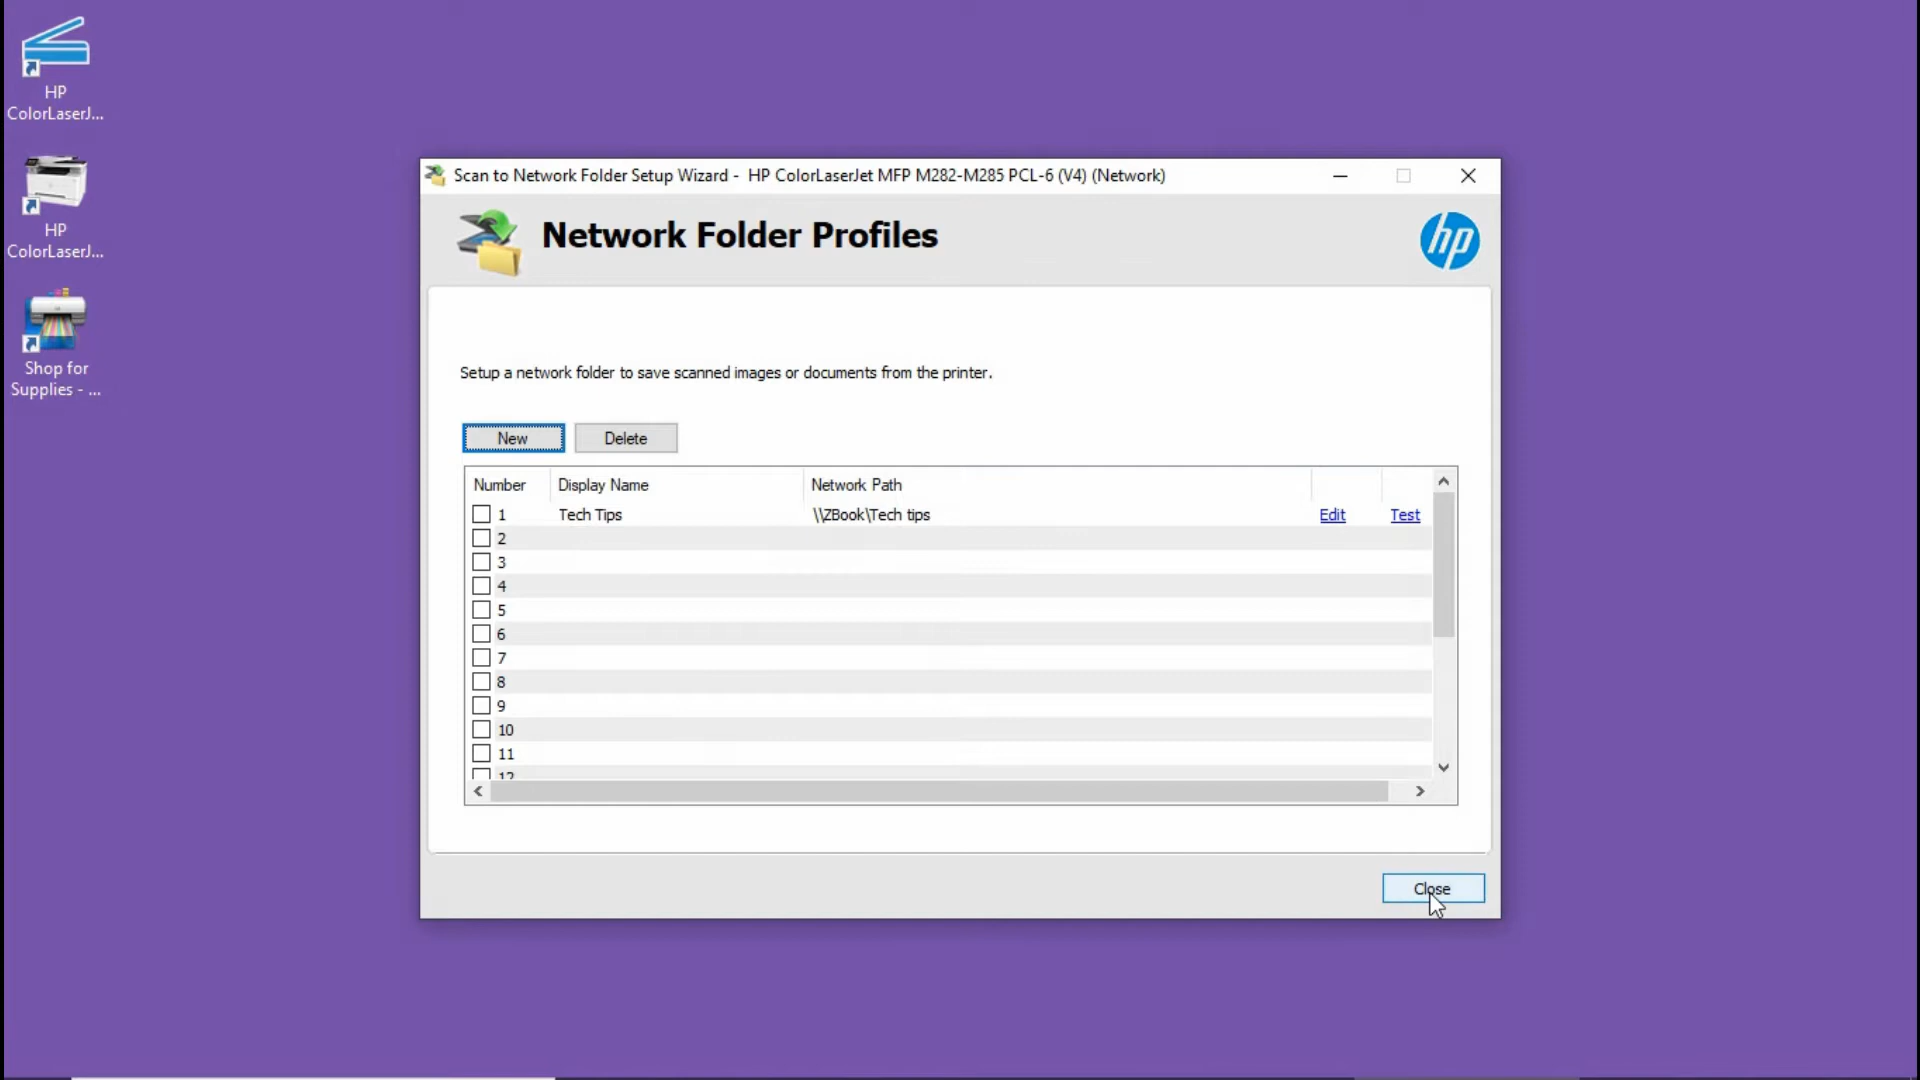 HP
ColorLaserJ...
HP
ColorLaserJ...
Shop for
Supplies - ...
Scan to Network Folder Setup Wizard - HP ColorLaserJet MFP M282-M285 PCL-6 (V4) (Network)
Network Folder Profiles
hp
Setup a network folder to save scanned images or documents from the printer.
New Delete
Number Display Name Network Path
1 Tech Tips \\ZBook\Tech tips Edit Test
2
3
4
5
6
7
8
9
10
11
12
Close